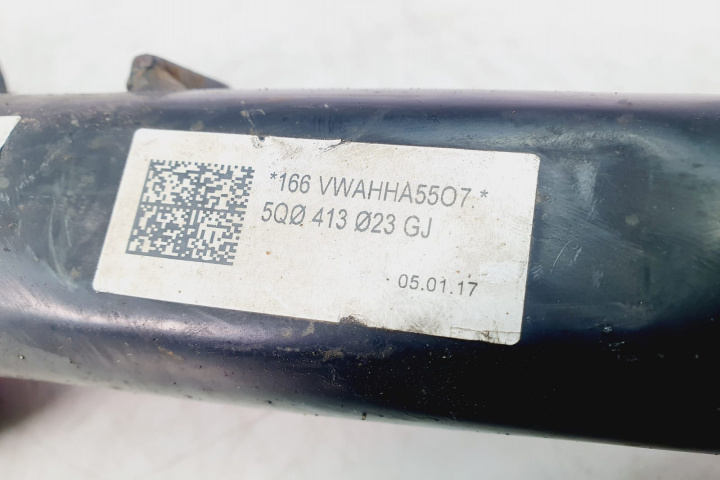 *166 VWAHHA55O7 *
5QØ 413 Ø23 GJ
05.01.17